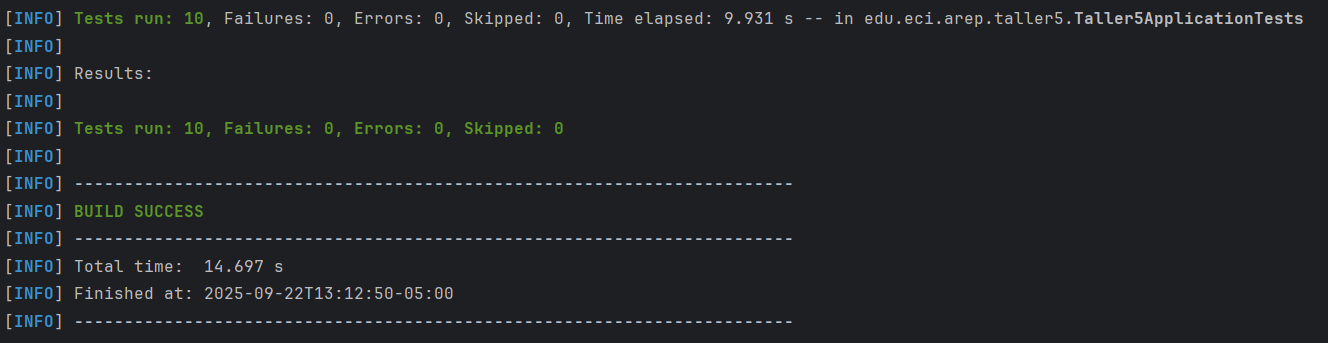 [INFO] Tests run: 10, Failures: 0, Errors: 0, Skipped: 0, Time elapsed: 9.931 s -- in edu.eci.arep.taller5.Taller5ApplicationTests
[INFO]
[INFO] Results:
[INFO]
[INFO] Tests run: 10, Failures: 0, Errors: 0, Skipped: 0
[INFO]
[INFO] ------------------------------------------------------------------------
[INFO] BUILD SUCCESS
[INFO] ------------------------------------------------------------------------
[INFO] Total time:  14.697 s
[INFO] Finished at: 2025-09-22T13:12:50-05:00
[INFO] ------------------------------------------------------------------------